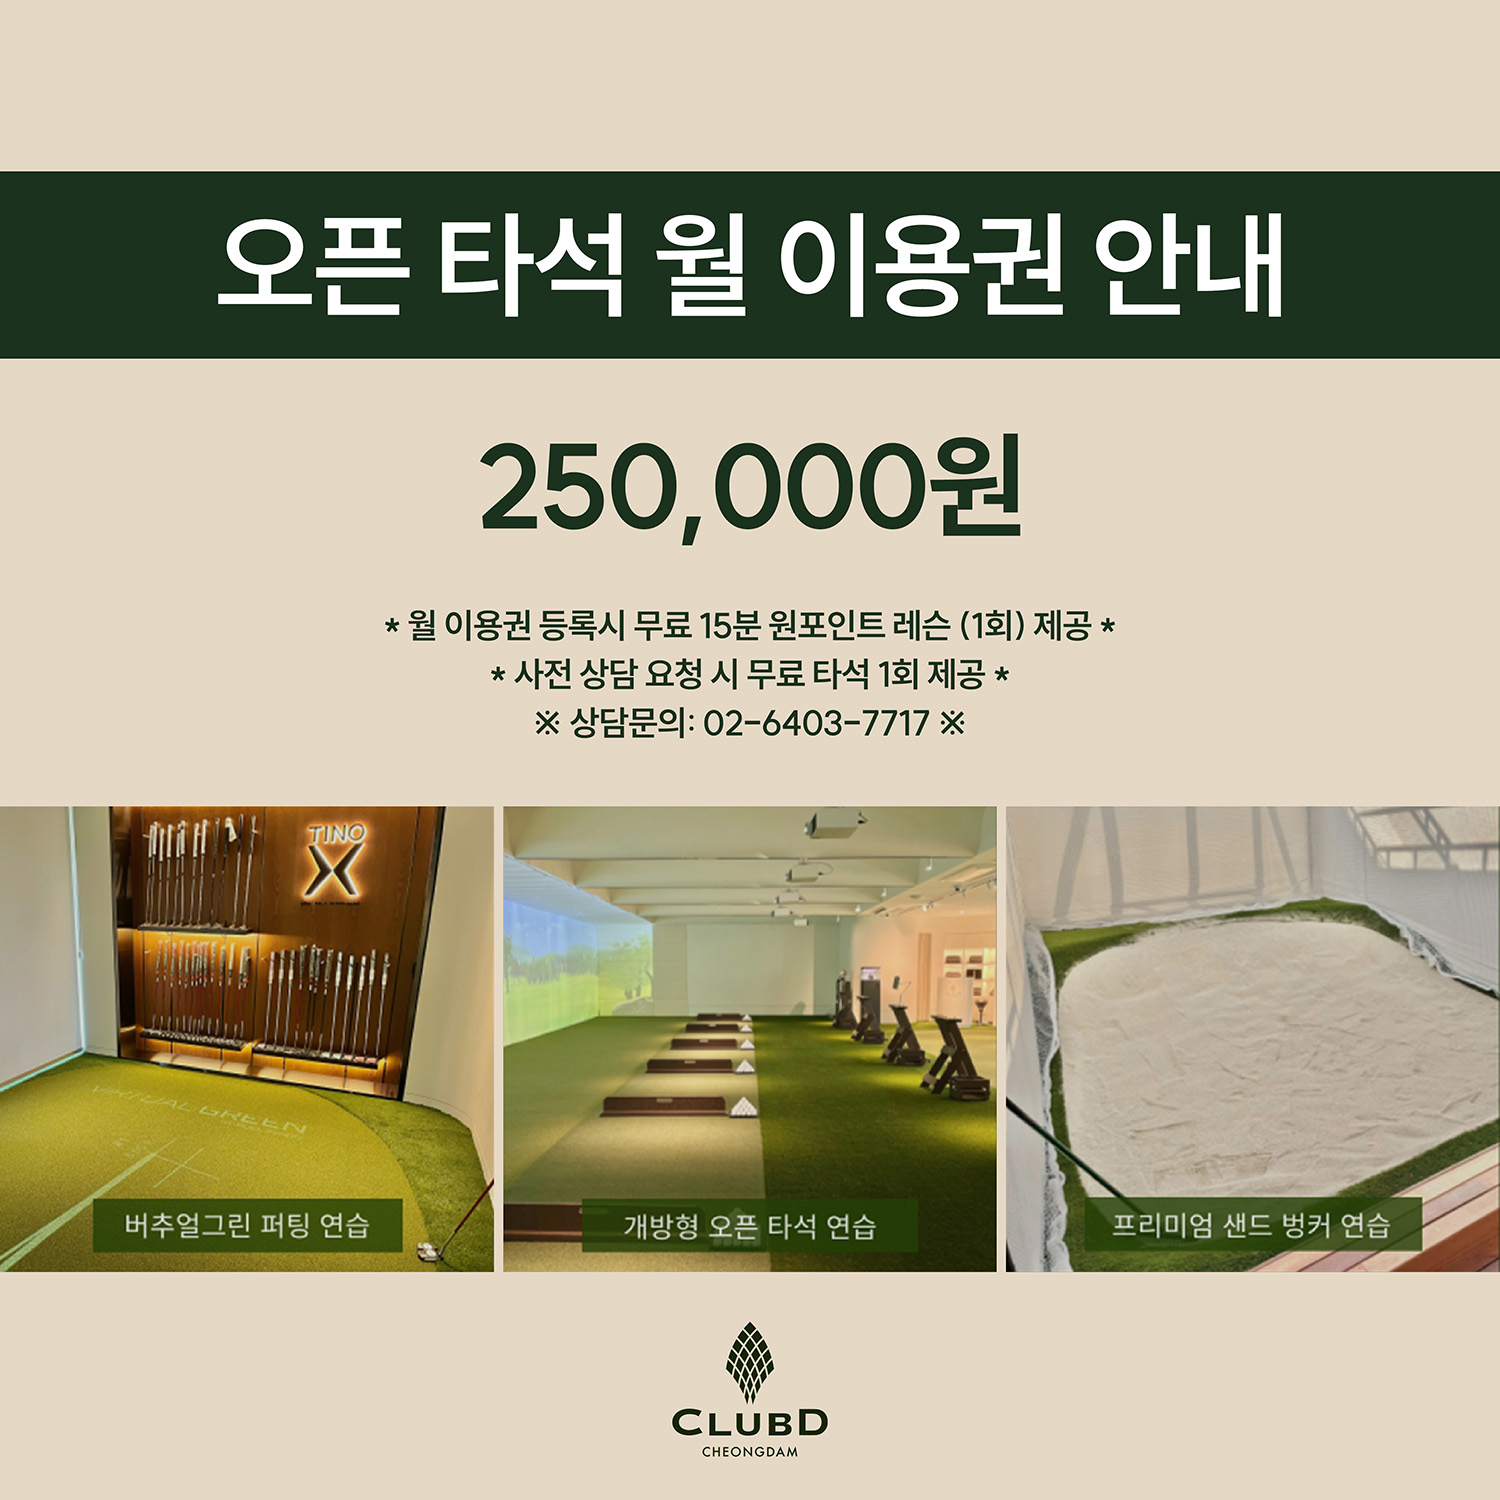 오픈 타석 월 이용권 안내
250,000원
* 월 이용권 등록시 무료 15분 원포인트 레슨 (1회) 제공 *
* 사전 상담 요청 시 무료 타석 1회 제공 *
※ 상담문의: 02-6403-7717 ※
TINO
X
VIRTUAL GREEN
버추얼그린 퍼팅 연습
개방형 오픈 타석 연습
프리미엄 샌드 벙커 연습
CLUBD
CHEONGDAM